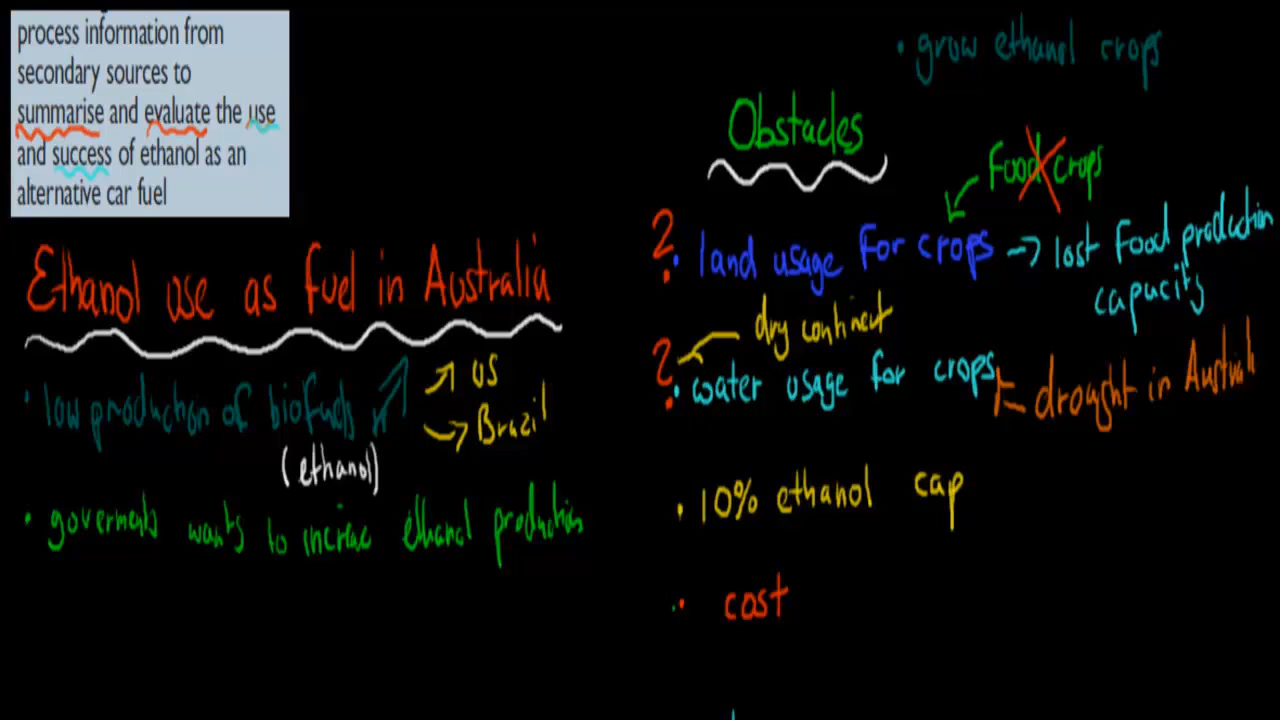 process information from
secondary sources to
summarise and evaluate the use
and success of ethanol as an
alternative car fuel
Ethanol use as fuel in Australia
• low production of biofuels
(ethanol)
US
Brazil
• goverments wants to increase ethanol production
• grow ethanol crops
Obstacles
Food crops
? • land usage for crops → lost food production
capacity
dry continent
? • water usage for crops drought in Australi
• 10% ethanol cap
• cost